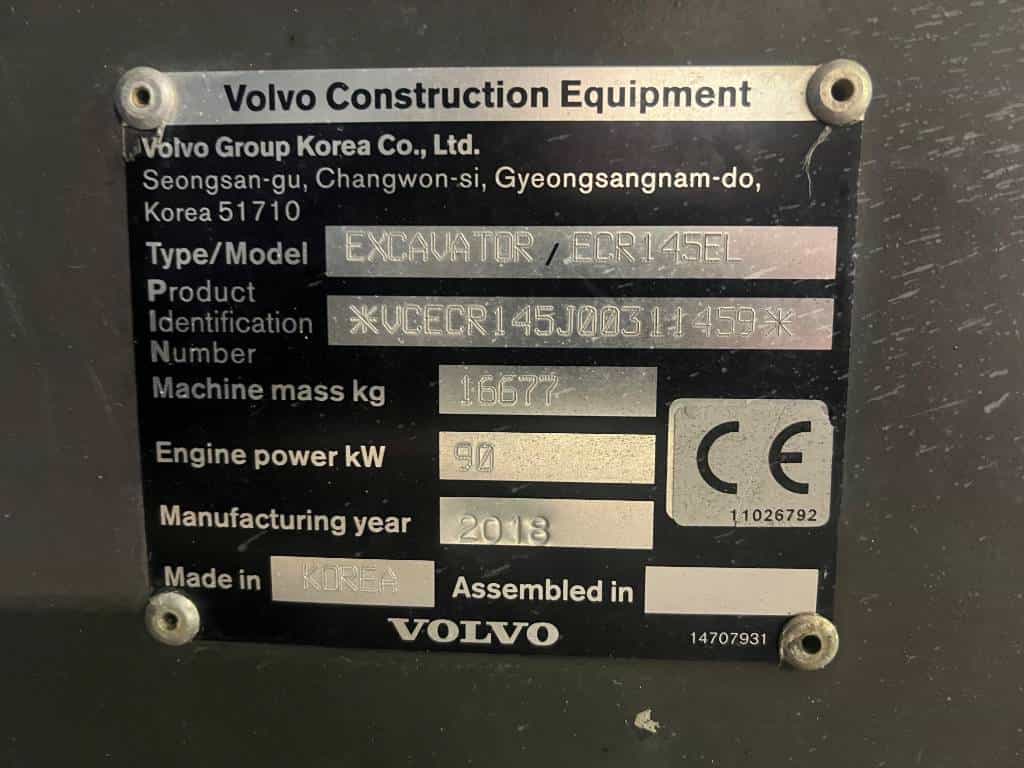 Volvo Construction Equipment
Volvo Group Korea Co., Ltd.
Seongsan-gu, Changwon-si, Gyeongsangnam-do,
Korea 51710
Type/Model EXCAVATOR / ECR145EL
Product
Identification *VCECR145J00311459*
Number
Machine mass kg 16677
Engine power kW 90
CE
Manufacturing year 2018
11026792
Made in KOREA Assembled in
VOLVO 14707931